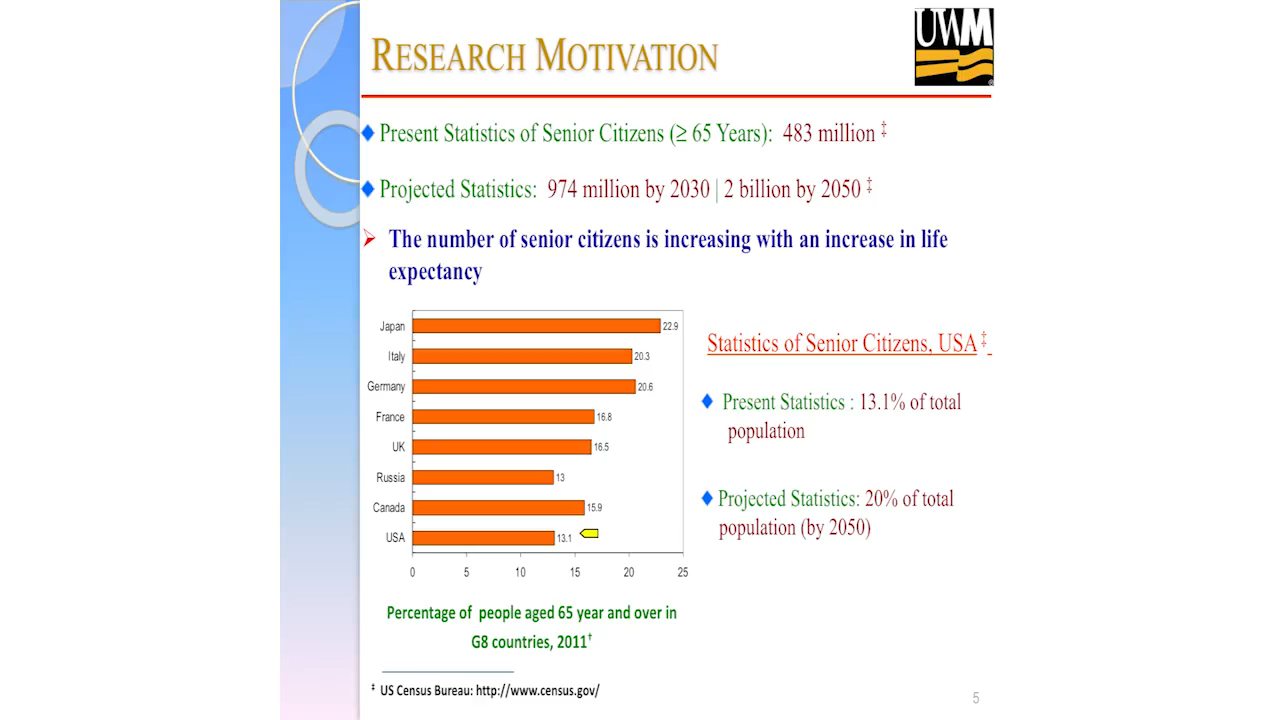 UWM
RESEARCH MOTIVATION
Present Statistics of Senior Citizens (≥ 65 Years): 483 million ‡
Projected Statistics: 974 million by 2030 | 2 billion by 2050 ‡
The number of senior citizens is increasing with an increase in life
expectancy
Japan 22.9
Italy 20.3
Germany 20.6
France 16.8
UK 16.5
Russia 13
Canada 15.9
USA 13.1
0 5 10 15 20 25
Percentage of people aged 65 year and over in
G8 countries, 2011†
Statistics of Senior Citizens, USA ‡
Present Statistics : 13.1% of total
population
Projected Statistics: 20% of total
population (by 2050)
‡ US Census Bureau: http://www.census.gov/
5